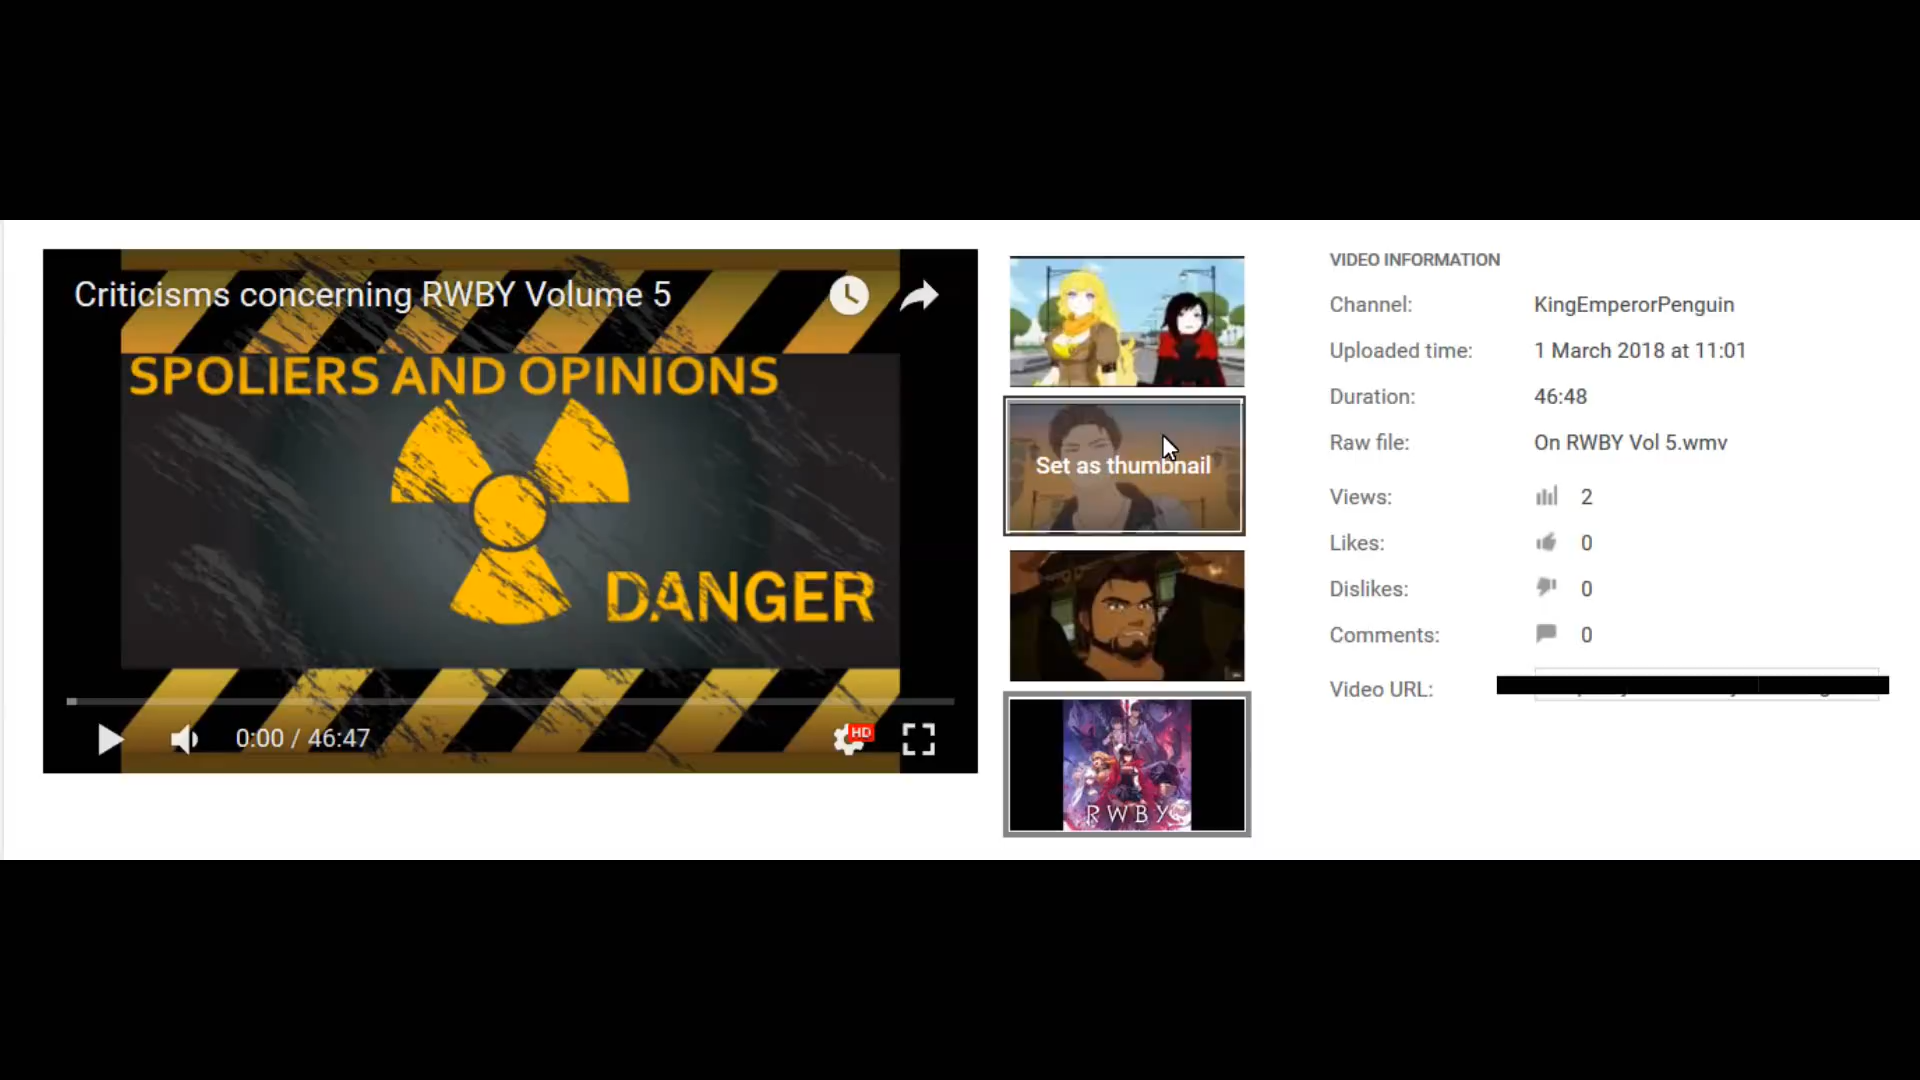 Criticisms concerning RWBY Volume 5
SPOLIERS AND OPINIONS
DANGER
0:00 / 46:47
HD
Set as thumbnail
RWBY
VIDEO INFORMATION
Channel: KingEmperorPenguin
Uploaded time: 1 March 2018 at 11:01
Duration: 46:48
Raw file: On RWBY Vol 5.wmv
Views: 2
Likes: 0
Dislikes: 0
Comments: 0
Video URL: